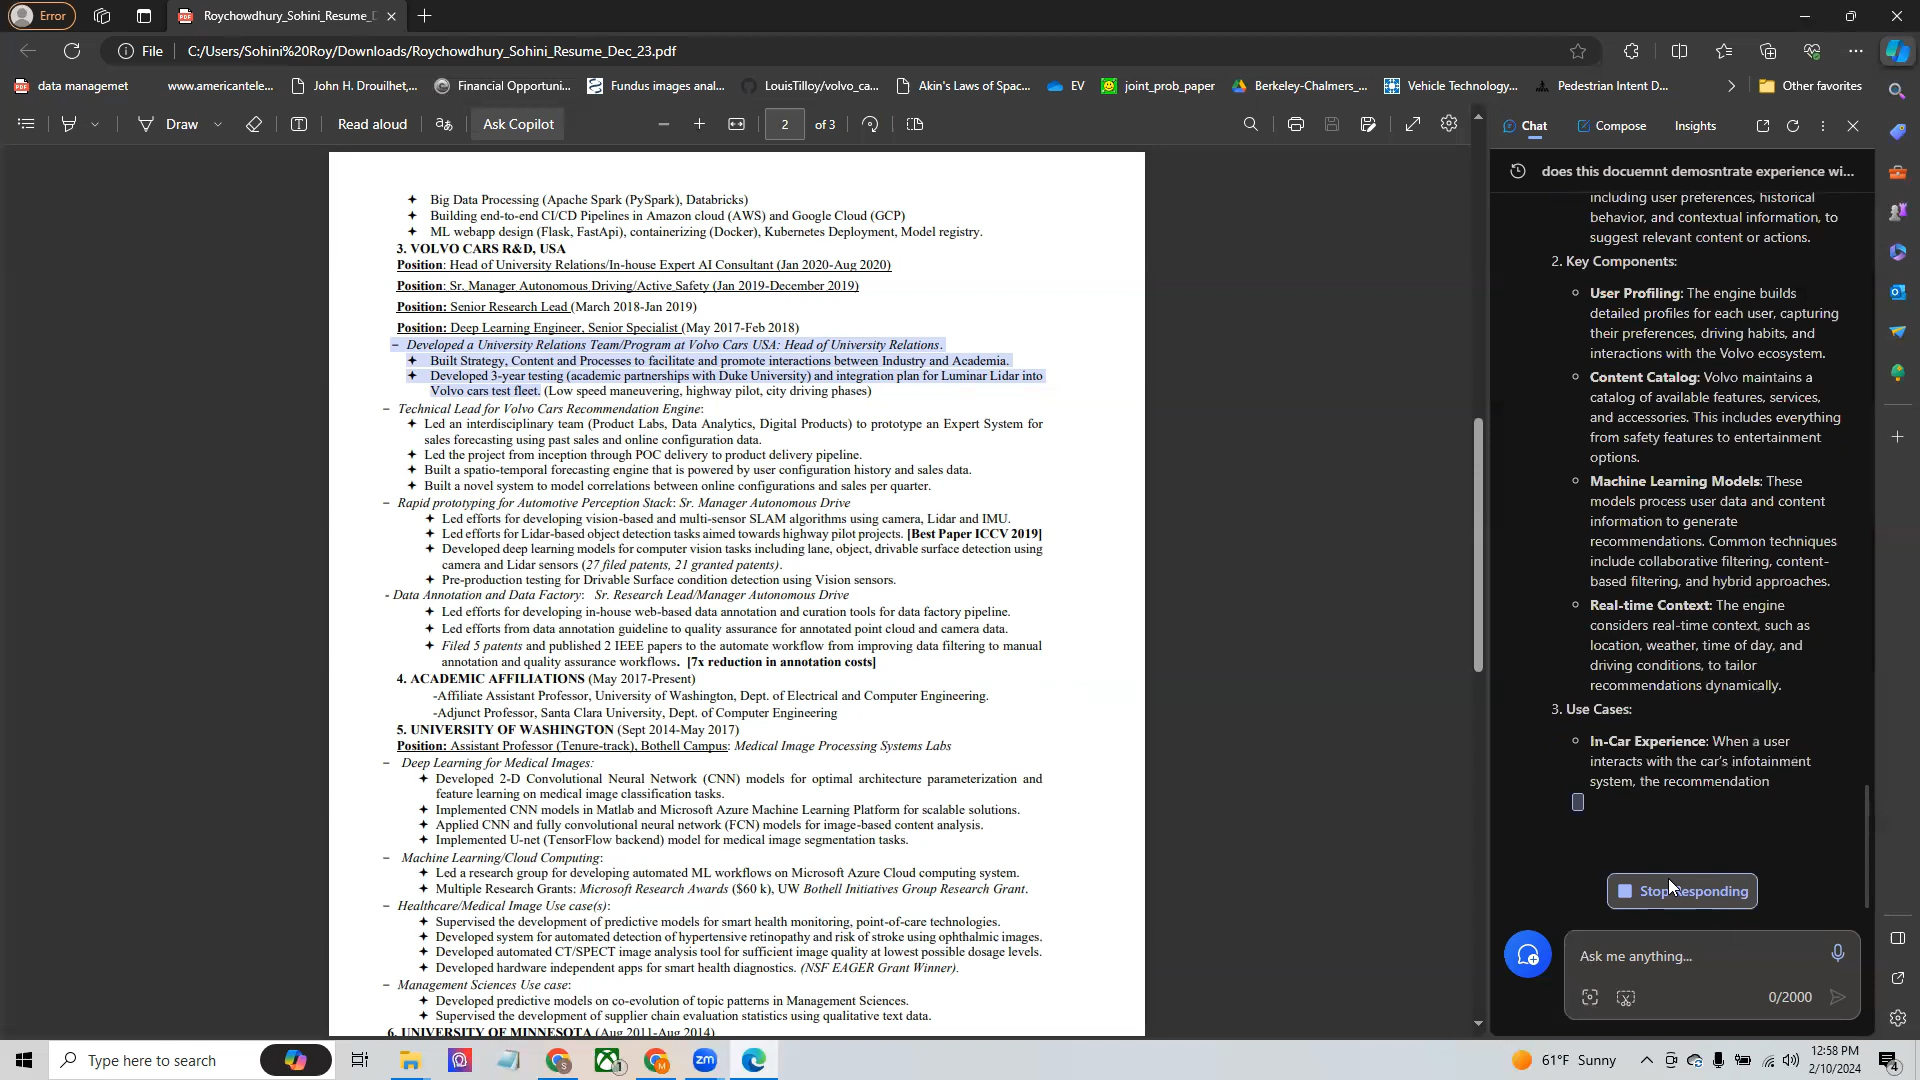 Error
Roychowdhury_Sohini_Resume_D
File
C:/Users/Sohini%20Roy/Downloads/Roychowdhury_Sohini_Resume_Dec_23.pdf
data managemet
www.americantele...
John H. Drouilhet,...
Financial Opportuni...
Fundus images anal...
LouisTilloy/volvo_ca...
Akin's Laws of Spac...
EV
joint_prob_paper
Berkeley-Chalmers_...
Vehicle Technology...
Pedestrian Intent D...
Other favorites
Draw
Read aloud
Ask Copilot
2 of 3
Chat
Compose
Insights
Big Data Processing (Apache Spark (PySpark), Databricks)
Building end-to-end CI/CD Pipelines in Amazon cloud (AWS) and Google Cloud (GCP)
ML webapp design (Flask, FastApi), containerizing (Docker), Kubernetes Deployment, Model registry.
3. VOLVO CARS R&D, USA
Position: Head of University Relations/In-house Expert AI Consultant (Jan 2020-Aug 2020)
Position: Sr. Manager Autonomous Driving/Active Safety (Jan 2019-December 2019)
Position: Senior Research Lead (March 2018-Jan 2019)
Position: Deep Learning Engineer, Senior Specialist (May 2017-Feb 2018)
– Developed a University Relations Team/Program at Volvo Cars USA: Head of University Relations.
Built Strategy, Content and Processes to facilitate and promote interactions between Industry and Academia.
Developed 3-year testing (academic partnerships with Duke University) and integration plan for Luminar Lidar into
Volvo cars test fleet. (Low speed maneuvering, highway pilot, city driving phases)
– Technical Lead for Volvo Cars Recommendation Engine:
Led an interdisciplinary team (Product Labs, Data Analytics, Digital Products) to prototype an Expert System for
sales forecasting using past sales and online configuration data.
Led the project from inception through POC delivery to product delivery pipeline.
Built a spatio-temporal forecasting engine that is powered by user configuration history and sales data.
Built a novel system to model correlations between online configurations and sales per quarter.
– Rapid prototyping for Automotive Perception Stack: Sr. Manager Autonomous Drive
Led efforts for developing vision-based and multi-sensor SLAM algorithms using camera, Lidar and IMU.
Led efforts for Lidar-based object detection tasks aimed towards highway pilot projects. [Best Paper ICCV 2019]
Developed deep learning models for computer vision tasks including lane, object, drivable surface detection using
camera and Lidar sensors (27 filed patents, 21 granted patents).
Pre-production testing for Drivable Surface condition detection using Vision sensors.
- Data Annotation and Data Factory: Sr. Research Lead/Manager Autonomous Drive
Led efforts for developing in-house web-based data annotation and curation tools for data factory pipeline.
Led efforts from data annotation guideline to quality assurance for annotated point cloud and camera data.
Filed 5 patents and published 2 IEEE papers to the automate workflow from improving data filtering to manual
annotation and quality assurance workflows. [7x reduction in annotation costs]
4. ACADEMIC AFFILIATIONS (May 2017-Present)
-Affiliate Assistant Professor, University of Washington, Dept. of Electrical and Computer Engineering.
-Adjunct Professor, Santa Clara University, Dept. of Computer Engineering
5. UNIVERSITY OF WASHINGTON (Sept 2014-May 2017)
Position: Assistant Professor (Tenure-track), Bothell Campus: Medical Image Processing Systems Labs
– Deep Learning for Medical Images:
Developed 2-D Convolutional Neural Network (CNN) models for optimal architecture parameterization and
feature learning on medical image classification tasks.
Implemented CNN models in Matlab and Microsoft Azure Machine Learning Platform for scalable solutions.
Applied CNN and fully convolutional neural network (FCN) models for image-based content analysis.
Implemented U-net (TensorFlow backend) model for medical image segmentation tasks.
– Machine Learning/Cloud Computing:
Led a research group for developing automated ML workflows on Microsoft Azure Cloud computing system.
Multiple Research Grants: Microsoft Research Awards ($60 k), UW Bothell Initiatives Group Research Grant.
– Healthcare/Medical Image Use case(s):
Supervised the development of predictive models for smart health monitoring, point-of-care technologies.
Developed system for automated detection of hypertensive retinopathy and risk of stroke using ophthalmic images.
Developed automated CT/SPECT image analysis tool for sufficient image quality at lowest possible dosage levels.
Developed hardware independent apps for smart health diagnostics. (NSF EAGER Grant Winner).
– Management Sciences Use case:
Developed predictive models on co-evolution of topic patterns in Management Sciences.
Supervised the development of supplier chain evaluation statistics using qualitative text data.
6. UNIVERSITY OF MINNESOTA (Aug 2011-Aug 2014)
does this docuemnt demosntrate experience wi...
including user preferences, historical
behavior, and contextual information, to
suggest relevant content or actions.
2. Key Components:
User Profiling: The engine builds
detailed profiles for each user, capturing
their preferences, driving habits, and
interactions with the Volvo ecosystem.
Content Catalog: Volvo maintains a
catalog of available features, services,
and accessories. This includes everything
from safety features to entertainment
options.
Machine Learning Models: These
models process user data and content
information to generate
recommendations. Common techniques
include collaborative filtering, content-
based filtering, and hybrid approaches.
Real-time Context: The engine
considers real-time context, such as
location, weather, time of day, and
driving conditions, to tailor
recommendations dynamically.
3. Use Cases:
In-Car Experience: When a user
interacts with the car's infotainment
system, the recommendation
Stop Responding
Ask me anything...
0/2000
Type here to search
61°F Sunny
12:58 PM
2/10/2024